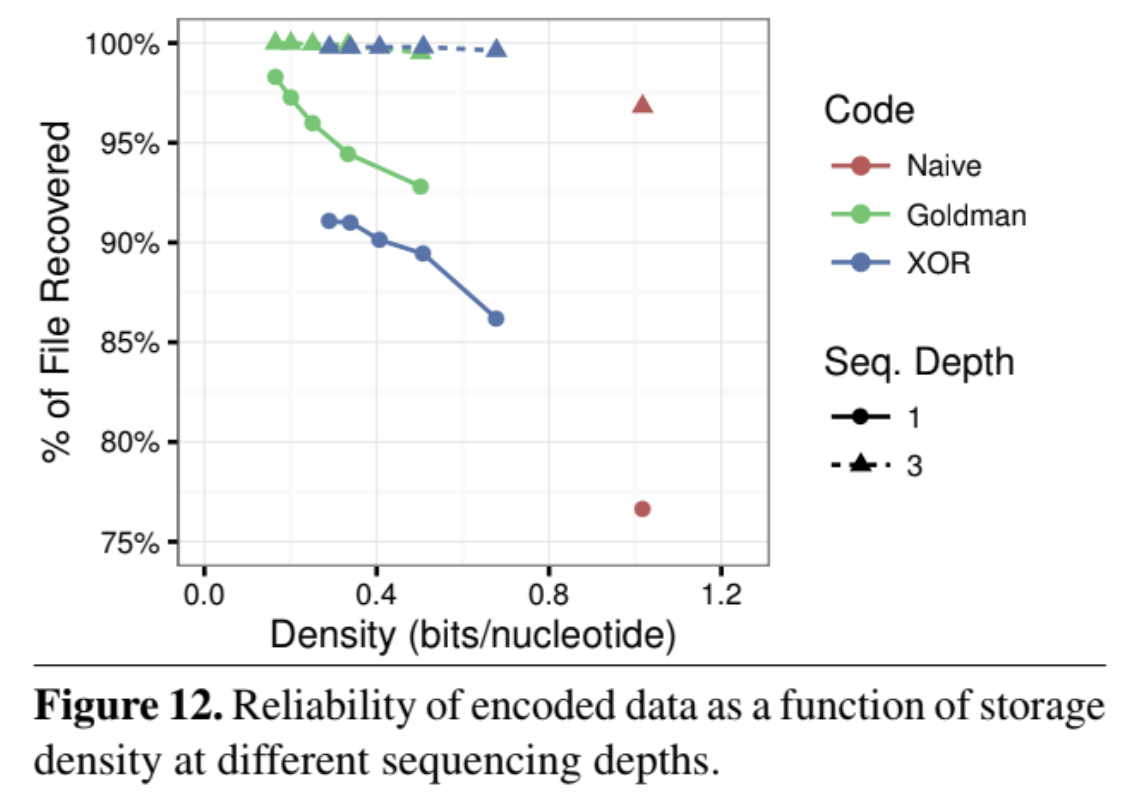 100%
95%
90%
85%
80%
75%
% of File Recovered
0.0 0.4 0.8 1.2
Density (bits/nucleotide)
Code
Naive
Goldman
XOR
Seq. Depth
1
3
Figure 12. Reliability of encoded data as a function of storage
density at different sequencing depths.